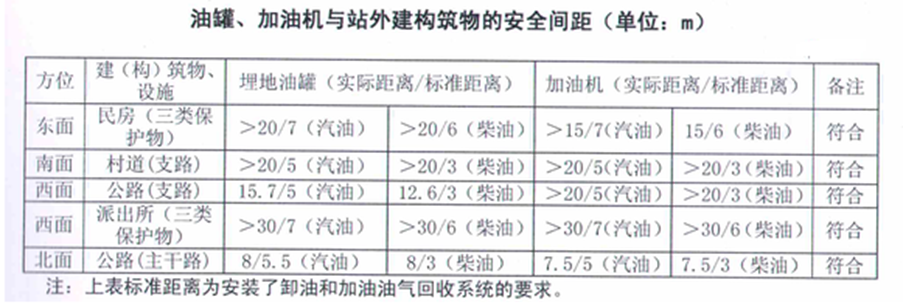 油罐、加油机与站外建构筑物的安全间距（单位：m）
方位 建（构）筑物、设施 埋地油罐（实际距离/标准距离） 加油机（实际距离/标准距离） 备注
东面 民房（三类保护物） ＞20/7（汽油） ＞20/6（柴油） ＞15/7(汽油) 15/6（柴油） 符合
南面 村道(支路) ＞20/5（汽油） ＞20/3（柴油） ＞20/5(汽油) ＞20/3(柴油) 符合
西面 公路(支路) 15.7/5（汽油） 12.6/3（柴油） ＞20/5(汽油) ＞20/3(柴油) 符合
西面 派出所（三类保护物） ＞30/7（汽油） ＞30/6（柴油） ＞30/7(汽油) ＞30/6(柴油) 符合
北面 公路(主干路) 8/5.5（汽油） 8/3（柴油） 7.5/5（汽油） 7.5/3（柴油） 符合
注：上表标准距离为安装了卸油和加油油气回收系统的要求。